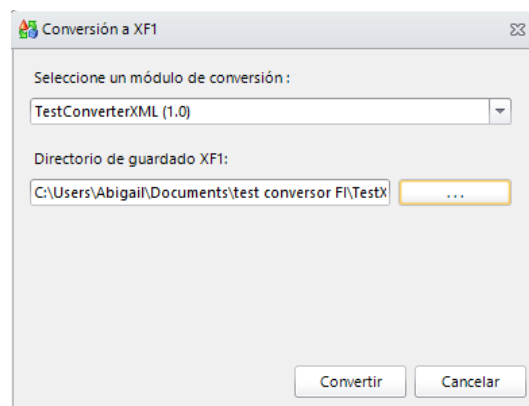 Conversión a XF1
Seleccione un módulo de conversión :
TestConverterXML (1.0)
Directorio de guardado XF1:
C:\Users\Abigail\Documents\test conversor FI\TestX
...
Convertir Cancelar